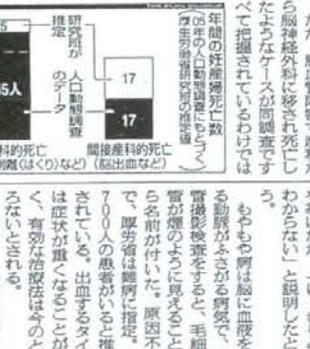 年間の妊産婦死亡数
(05年の人口動態調査にもとづく
厚生労働省研究班の推定値)
研究班が
推定
人口動態調査
のデータ
5
5人
17
17
科的死亡
剝離(はくり)など)
間接産科的死亡
(脳出血など)
ら脳神経外科に移され死亡し
たようなケースが同調査です
べて把握されているわけでは
わからない」と説明したと
う。
もやもや病は脳に血液を
る動脈がふさがる病気で、
管撮影検査をすると、毛細
管が煙のように見えること
ら名前が付いた。原因不
で、厚労省は難病に指定。
700人の患者がいると推
されている。出血するタイ
は症状が重くなることが
く、有効な治療法は今のと
ろないとされる。